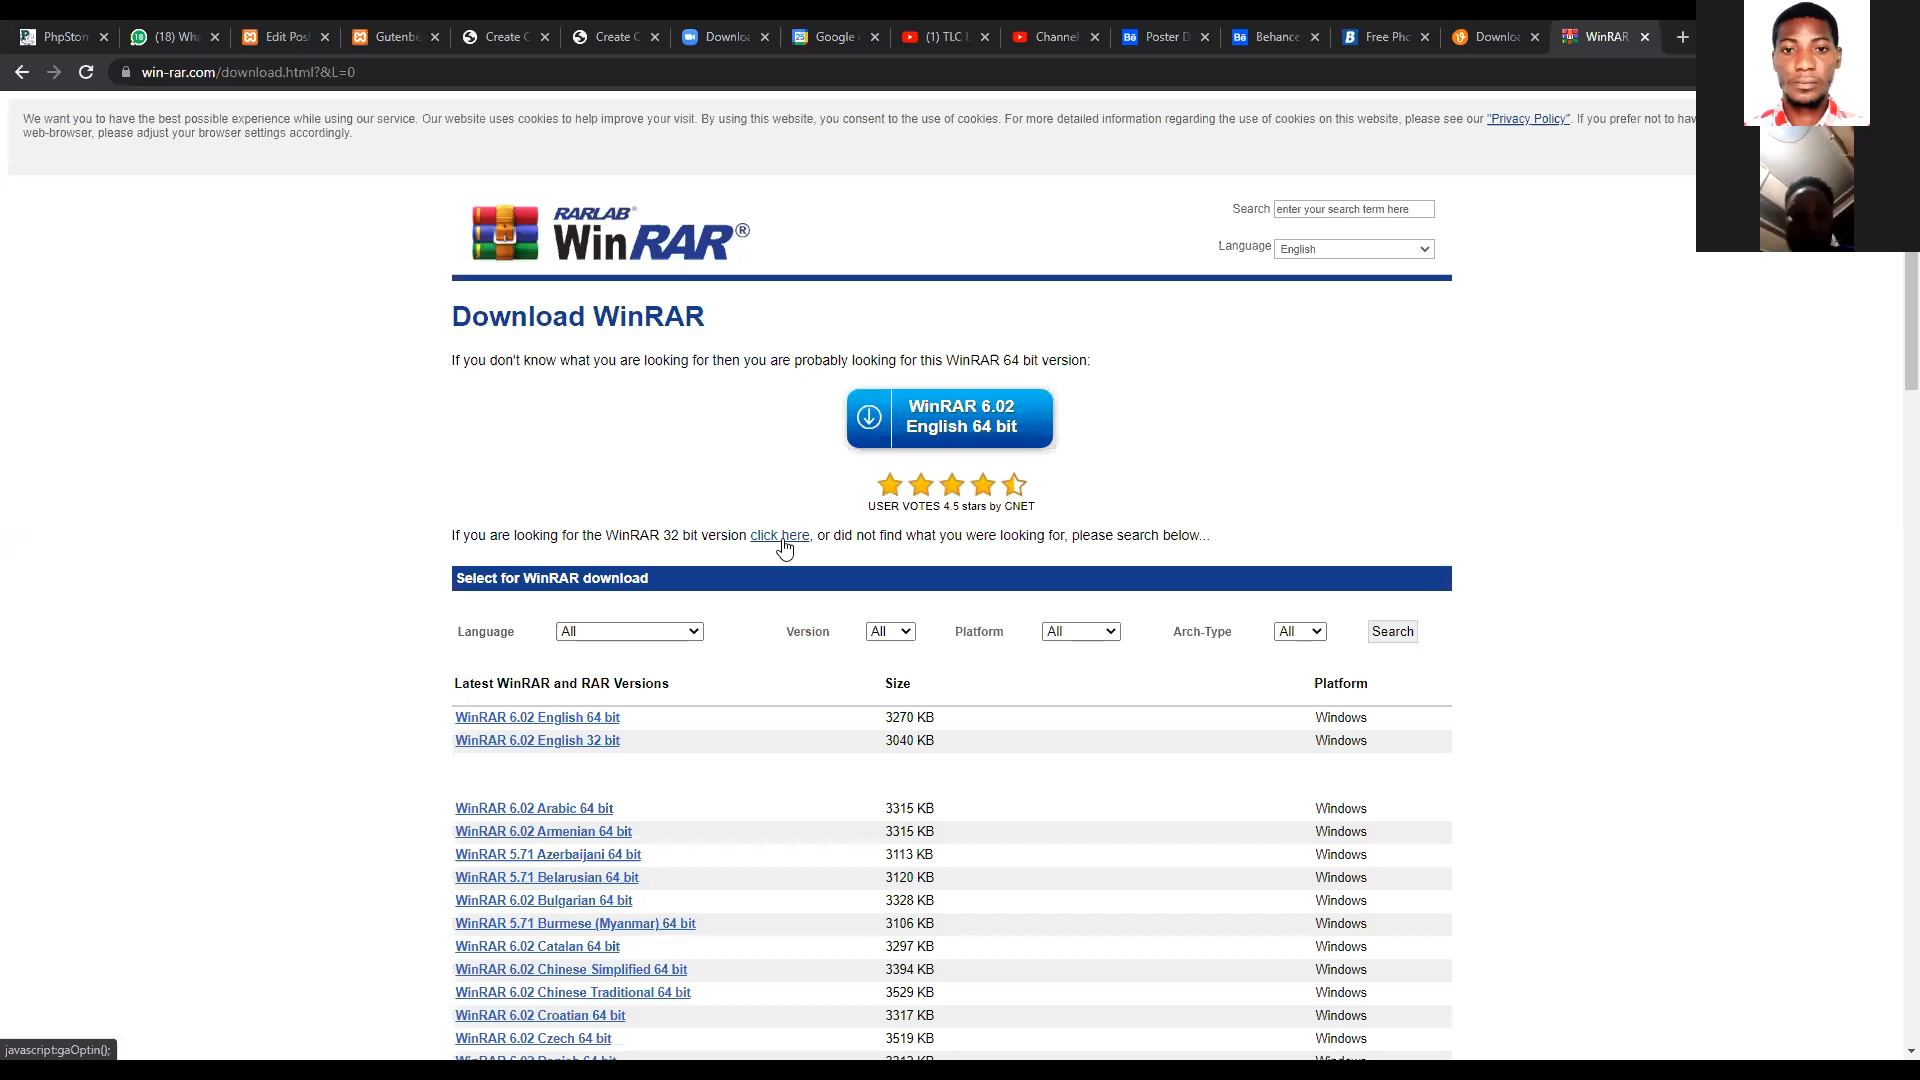 PhpStor
(18) Wh
Edit Pos
Gutenbe
Create C
Create C
Downloa
Google
(1) TLC
Channel
Poster D
Behance
Free Pho
Downloa
WinRAR
win-rar.com/download.html?&L=0
We want you to have the best possible experience while using our service. Our website uses cookies to help improve your visit. By using this website, you consent to the use of cookies. For more detailed information regarding the use of cookies on this website, please see our "Privacy Policy". If you prefer not to hav
web-browser, please adjust your browser settings accordingly.
RARLAB®
WinRAR®
Search enter your search term here
Language English
Download WinRAR
If you don't know what you are looking for then you are probably looking for this WinRAR 64 bit version:
WinRAR 6.02
English 64 bit
USER VOTES 4.5 stars by CNET
If you are looking for the WinRAR 32 bit version click here, or did not find what you were looking for, please search below...
Select for WinRAR download
Language All Version All Platform All Arch-Type All Search
Latest WinRAR and RAR Versions Size Platform
WinRAR 6.02 English 64 bit 3270 KB Windows
WinRAR 6.02 English 32 bit 3040 KB Windows
WinRAR 6.02 Arabic 64 bit 3315 KB Windows
WinRAR 6.02 Armenian 64 bit 3315 KB Windows
WinRAR 5.71 Azerbaijani 64 bit 3113 KB Windows
WinRAR 5.71 Belarusian 64 bit 3120 KB Windows
WinRAR 6.02 Bulgarian 64 bit 3328 KB Windows
WinRAR 5.71 Burmese (Myanmar) 64 bit 3106 KB Windows
WinRAR 6.02 Catalan 64 bit 3297 KB Windows
WinRAR 6.02 Chinese Simplified 64 bit 3394 KB Windows
WinRAR 6.02 Chinese Traditional 64 bit 3529 KB Windows
WinRAR 6.02 Croatian 64 bit 3317 KB Windows
WinRAR 6.02 Czech 64 bit 3519 KB Windows
javascript:gaOptin();